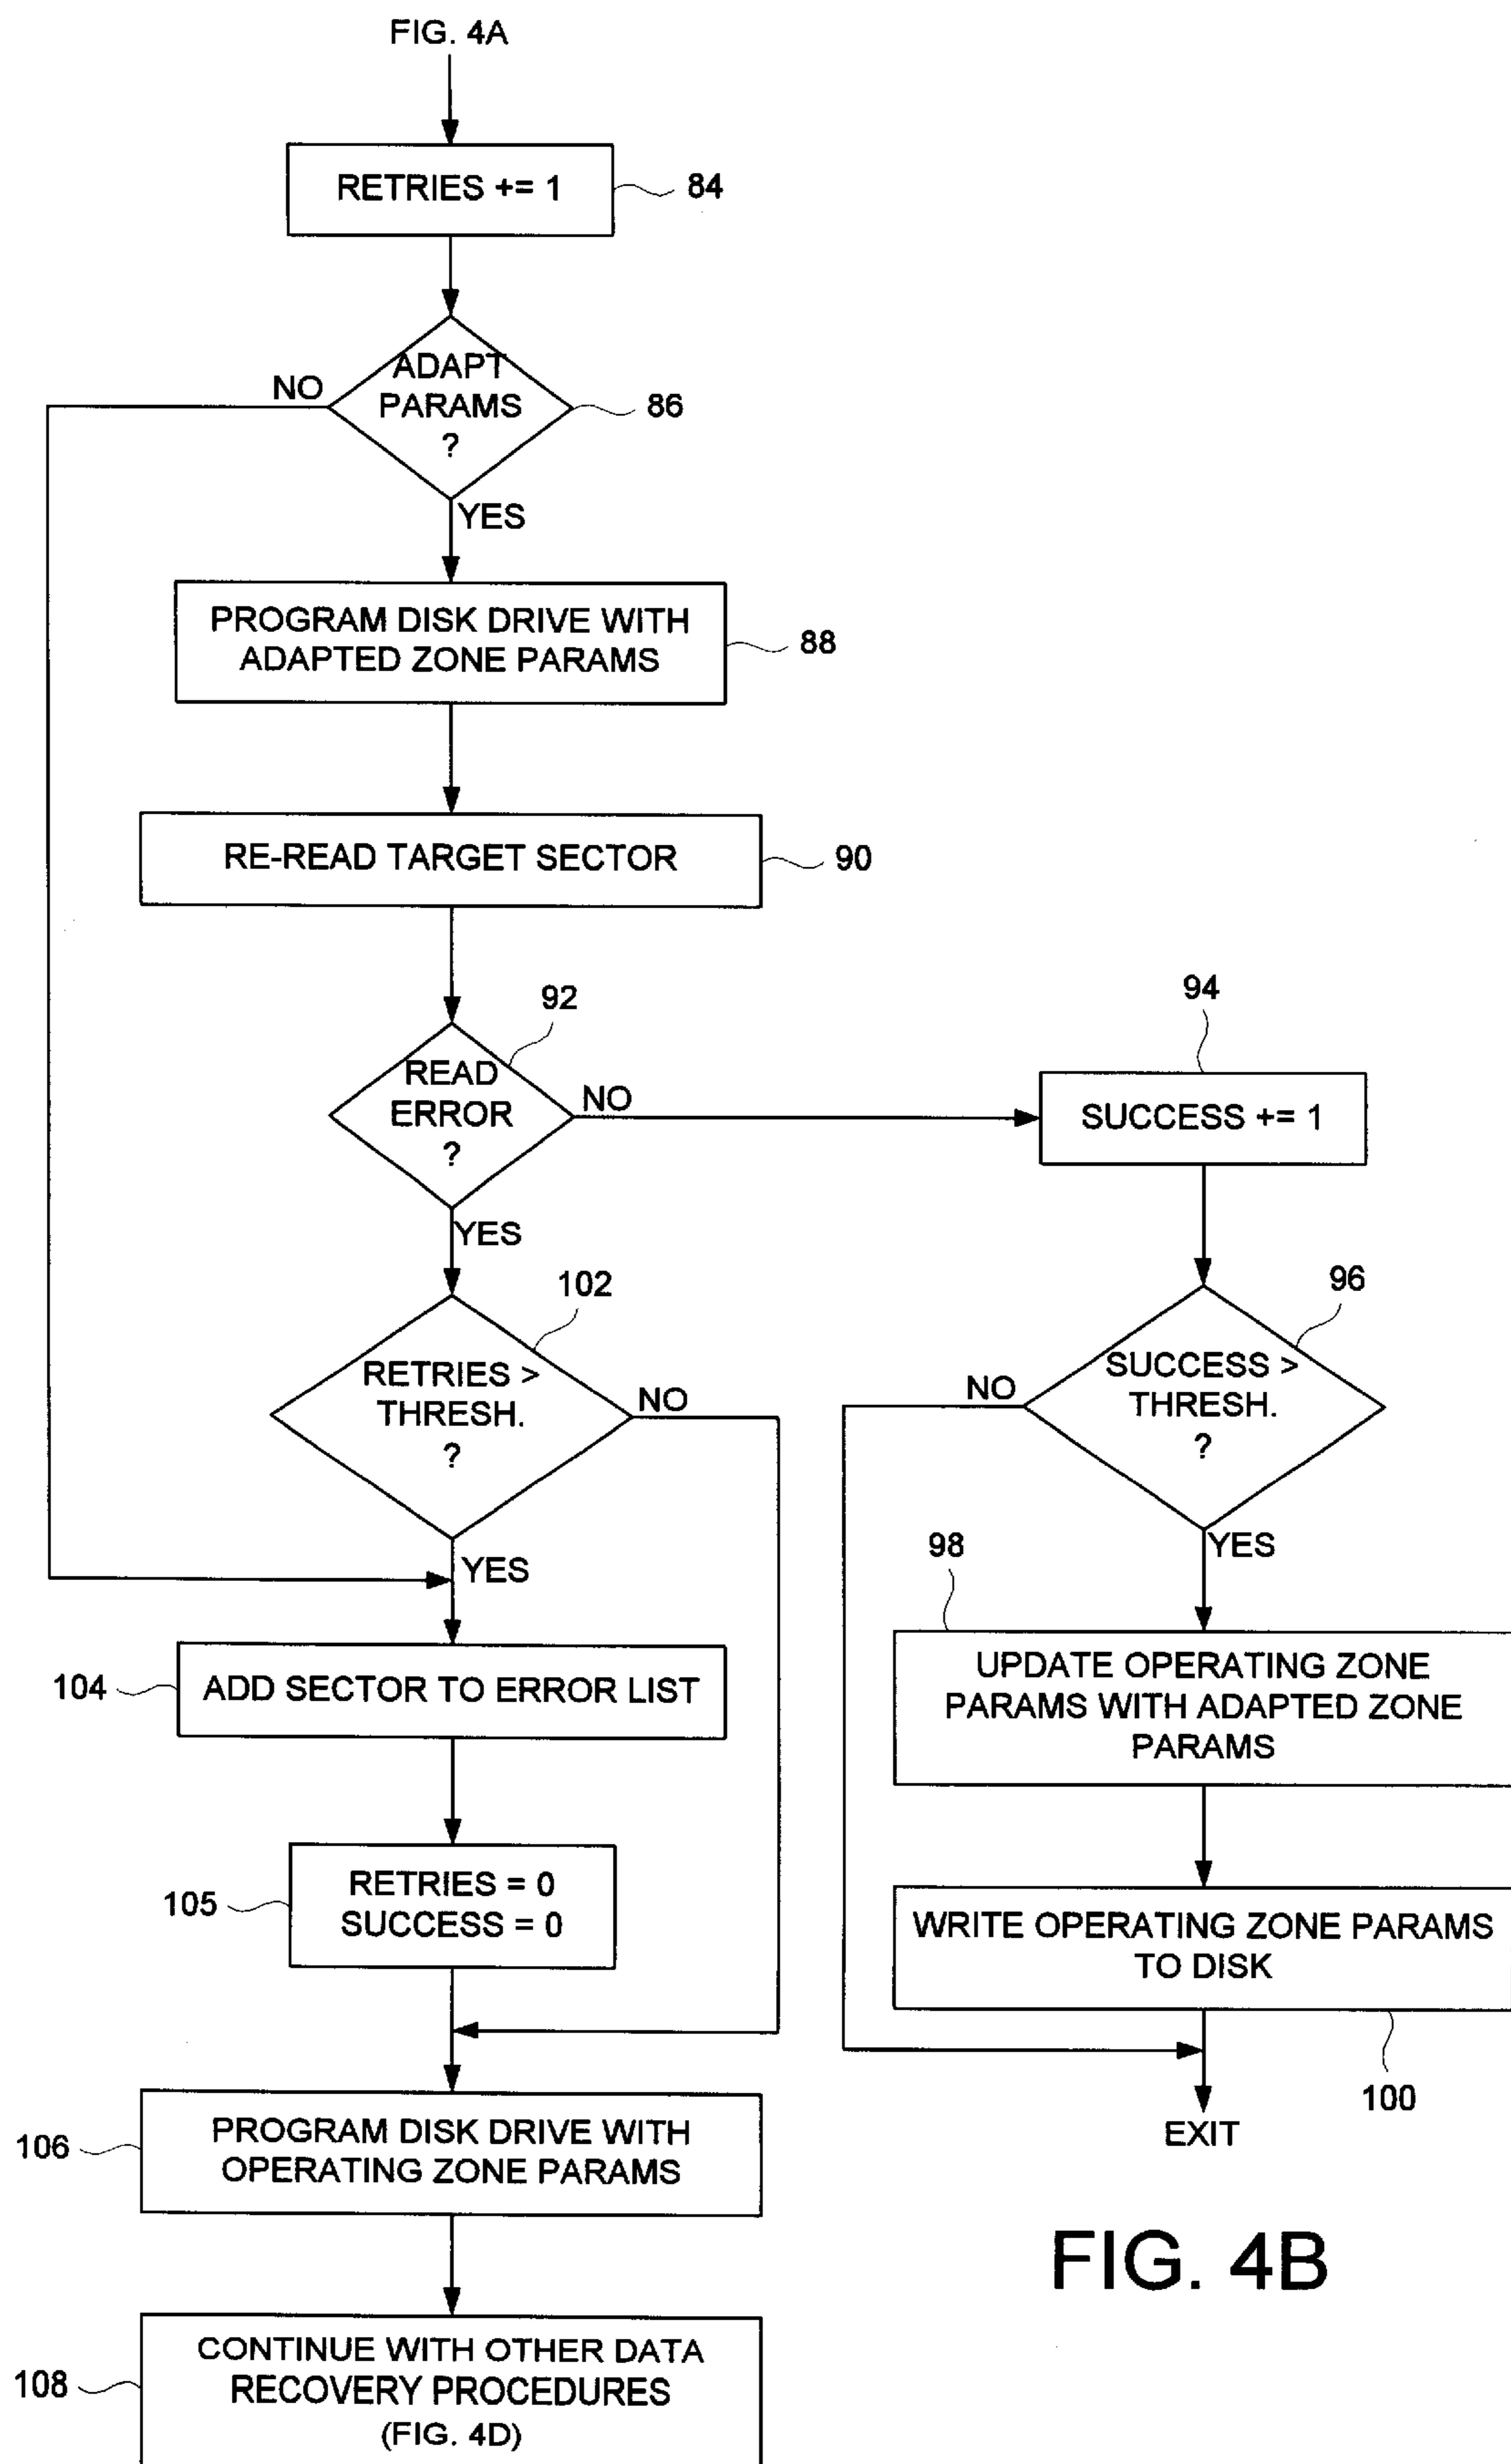 FIG. 4A
RETRIES += 1
84
ADAPT
PARAMS
?
86
NO
YES
PROGRAM DISK DRIVE WITH
ADAPTED ZONE PARAMS
88
RE-READ TARGET SECTOR
90
92
READ
ERROR
?
NO
YES
94
SUCCESS += 1
102
RETRIES >
THRESH.
?
NO
YES
96
SUCCESS >
THRESH.
?
NO
YES
98
UPDATE OPERATING ZONE
PARAMS WITH ADAPTED ZONE
PARAMS
104
ADD SECTOR TO ERROR LIST
105
RETRIES = 0
SUCCESS = 0
WRITE OPERATING ZONE PARAMS
TO DISK
100
EXIT
106
PROGRAM DISK DRIVE WITH
OPERATING ZONE PARAMS
108
CONTINUE WITH OTHER DATA
RECOVERY PROCEDURES
(FIG. 4D)
FIG. 4B